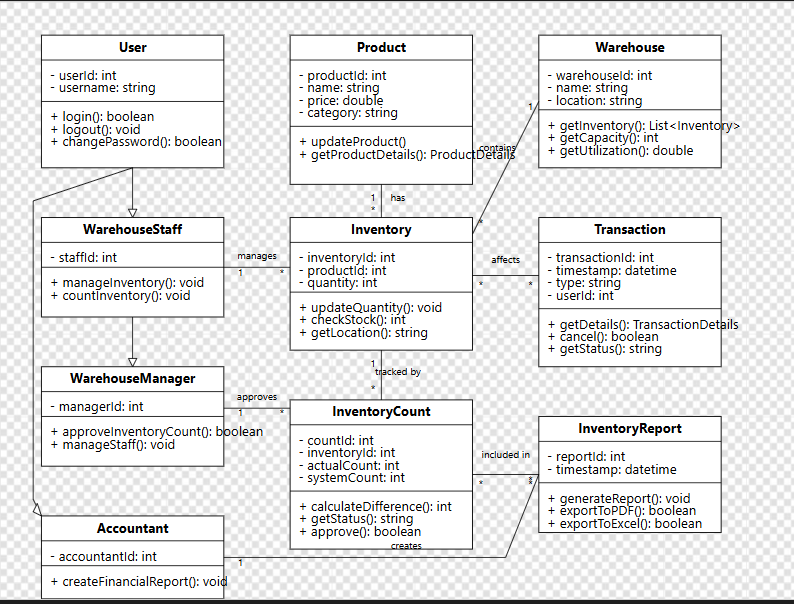 User
- userId: int
- username: string
+ login(): boolean
+ logout(): void
+ changePassword(): boolean
Product
- productId: int
- name: string
- price: double
- category: string
+ updateProduct()
+ getProductDetails(): ProductDetails
Warehouse
- warehouseId: int
- name: string
- location: string
+ getInventory(): List<Inventory>
+ getCapacity(): int
+ getUtilization(): double
1
contains
*
1
has
*
WarehouseStaff
- staffId: int
+ manageInventory(): void
+ countInventory(): void
manages
1
*
Inventory
- inventoryId: int
- productId: int
- quantity: int
+ updateQuantity(): void
+ checkStock(): int
+ getLocation(): string
affects
*
*
Transaction
- transactionId: int
- timestamp: datetime
- type: string
- userId: int
+ getDetails(): TransactionDetails
+ cancel(): boolean
+ getStatus(): string
1
tracked by
*
WarehouseManager
- managerId: int
+ approveInventoryCount(): boolean
+ manageStaff(): void
approves
1
*
InventoryCount
- countId: int
- inventoryId: int
- actualCount: int
- systemCount: int
+ calculateDifference(): int
+ getStatus(): string
+ approve(): boolean
included in
*
*
*
InventoryReport
- reportId: int
- timestamp: datetime
+ generateReport(): void
+ exportToPDF(): boolean
+ exportToExcel(): boolean
Accountant
- accountantId: int
+ createFinancialReport(): void
creates
1